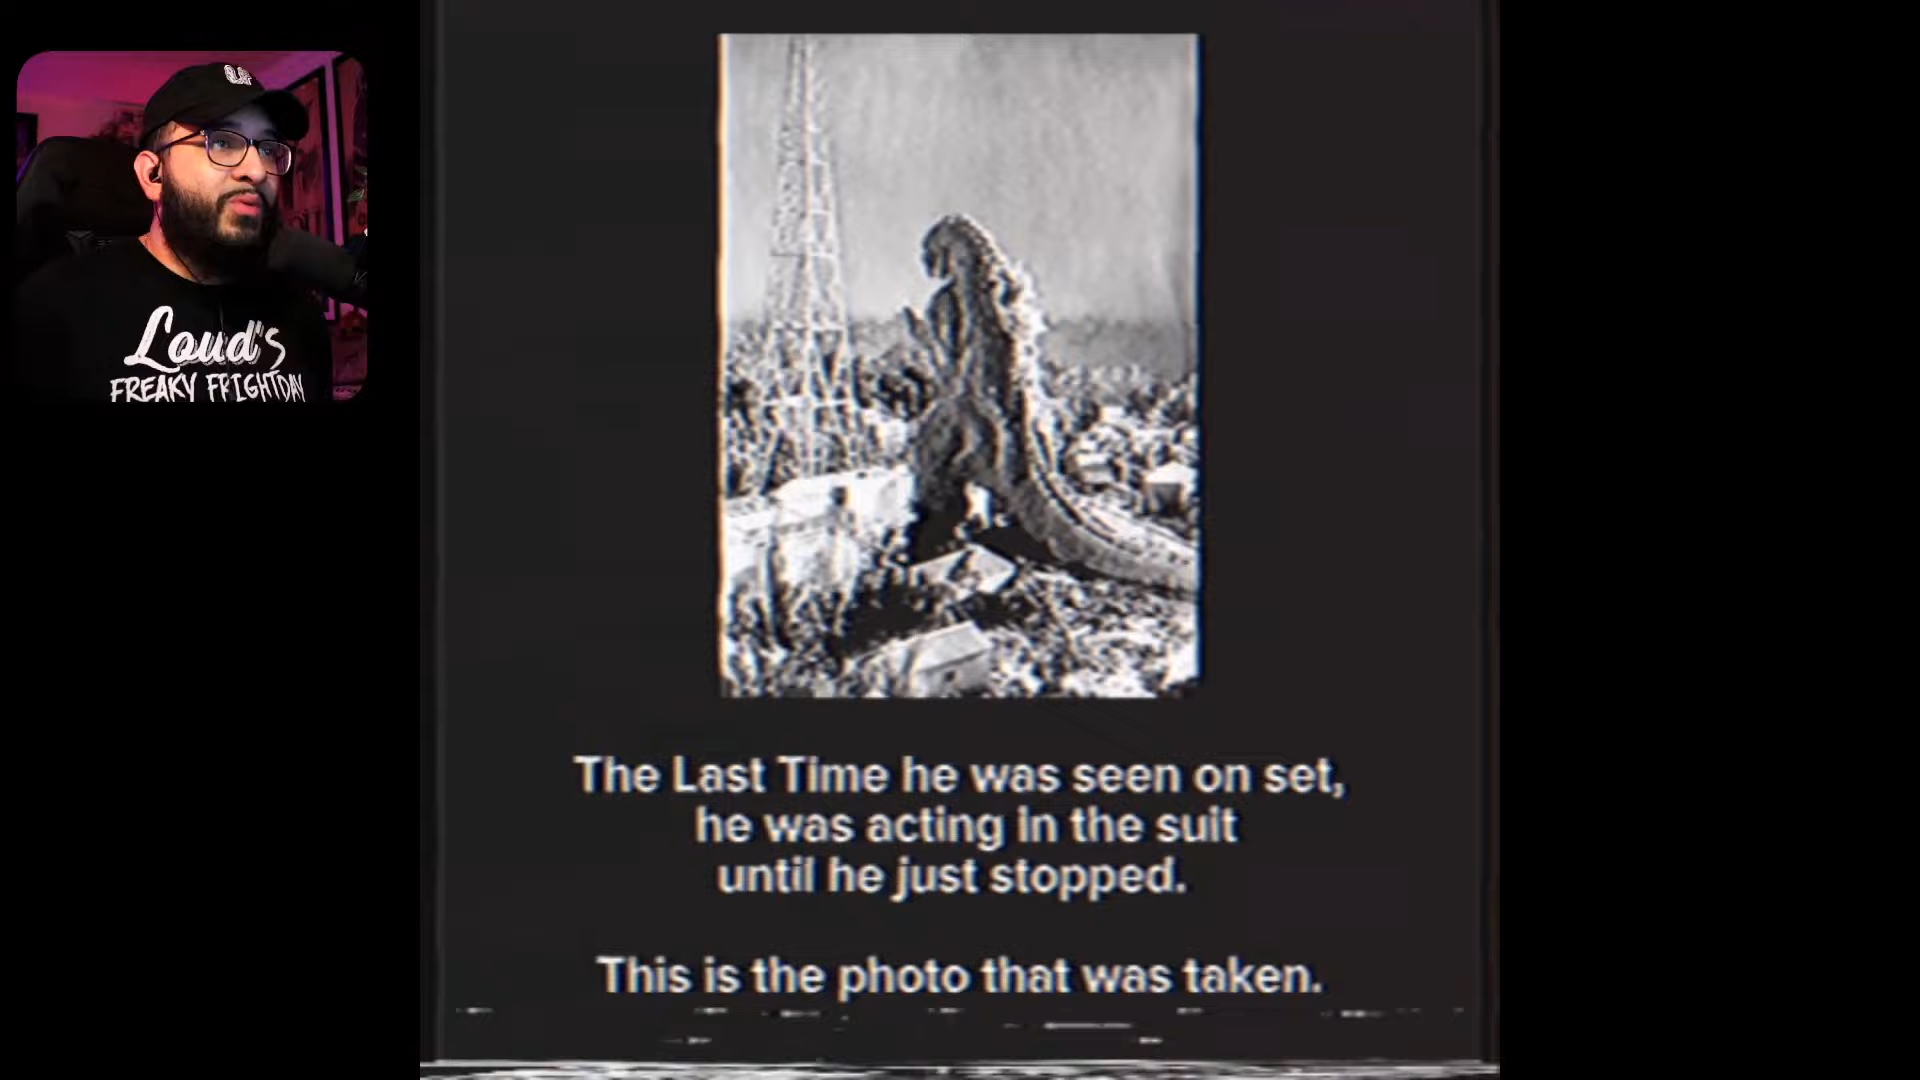 Loud's
FREAKY FRIGHTDAY
The Last Time he was seen on set,
he was acting in the suit
until he just stopped.
This is the photo that was taken.